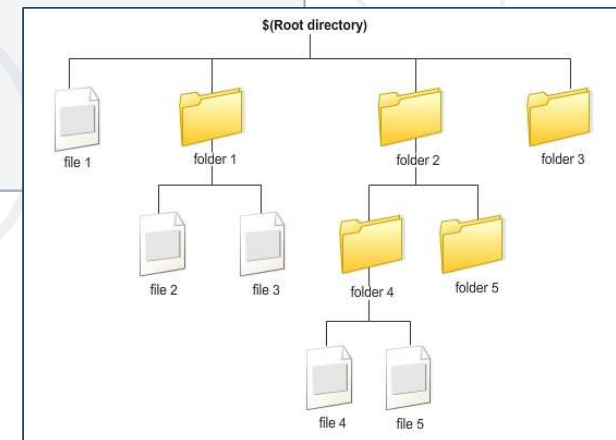 $(Root directory)
file 1
folder 1
folder 2
folder 3
file 2
file 3
folder 4
folder 5
file 4
file 5